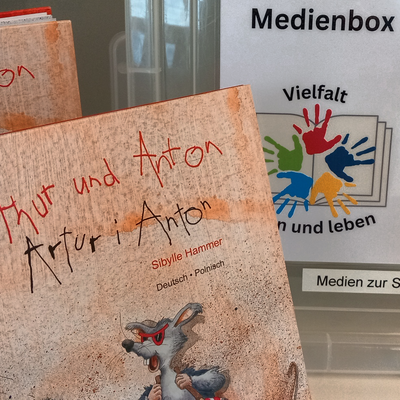 Medienbox
Vielfalt
und leben
Medien zur S
on
thur und Anton
Artur i Anton
Sibylle Hammer
Deutsch • Polnisch